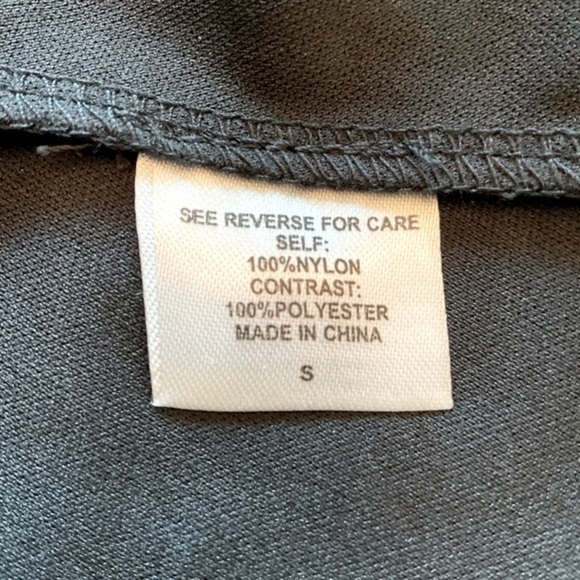 SEE REVERSE FOR CARE
SELF:
100%NYLON
CONTRAST:
100%POLYESTER
MADE IN CHINA
S